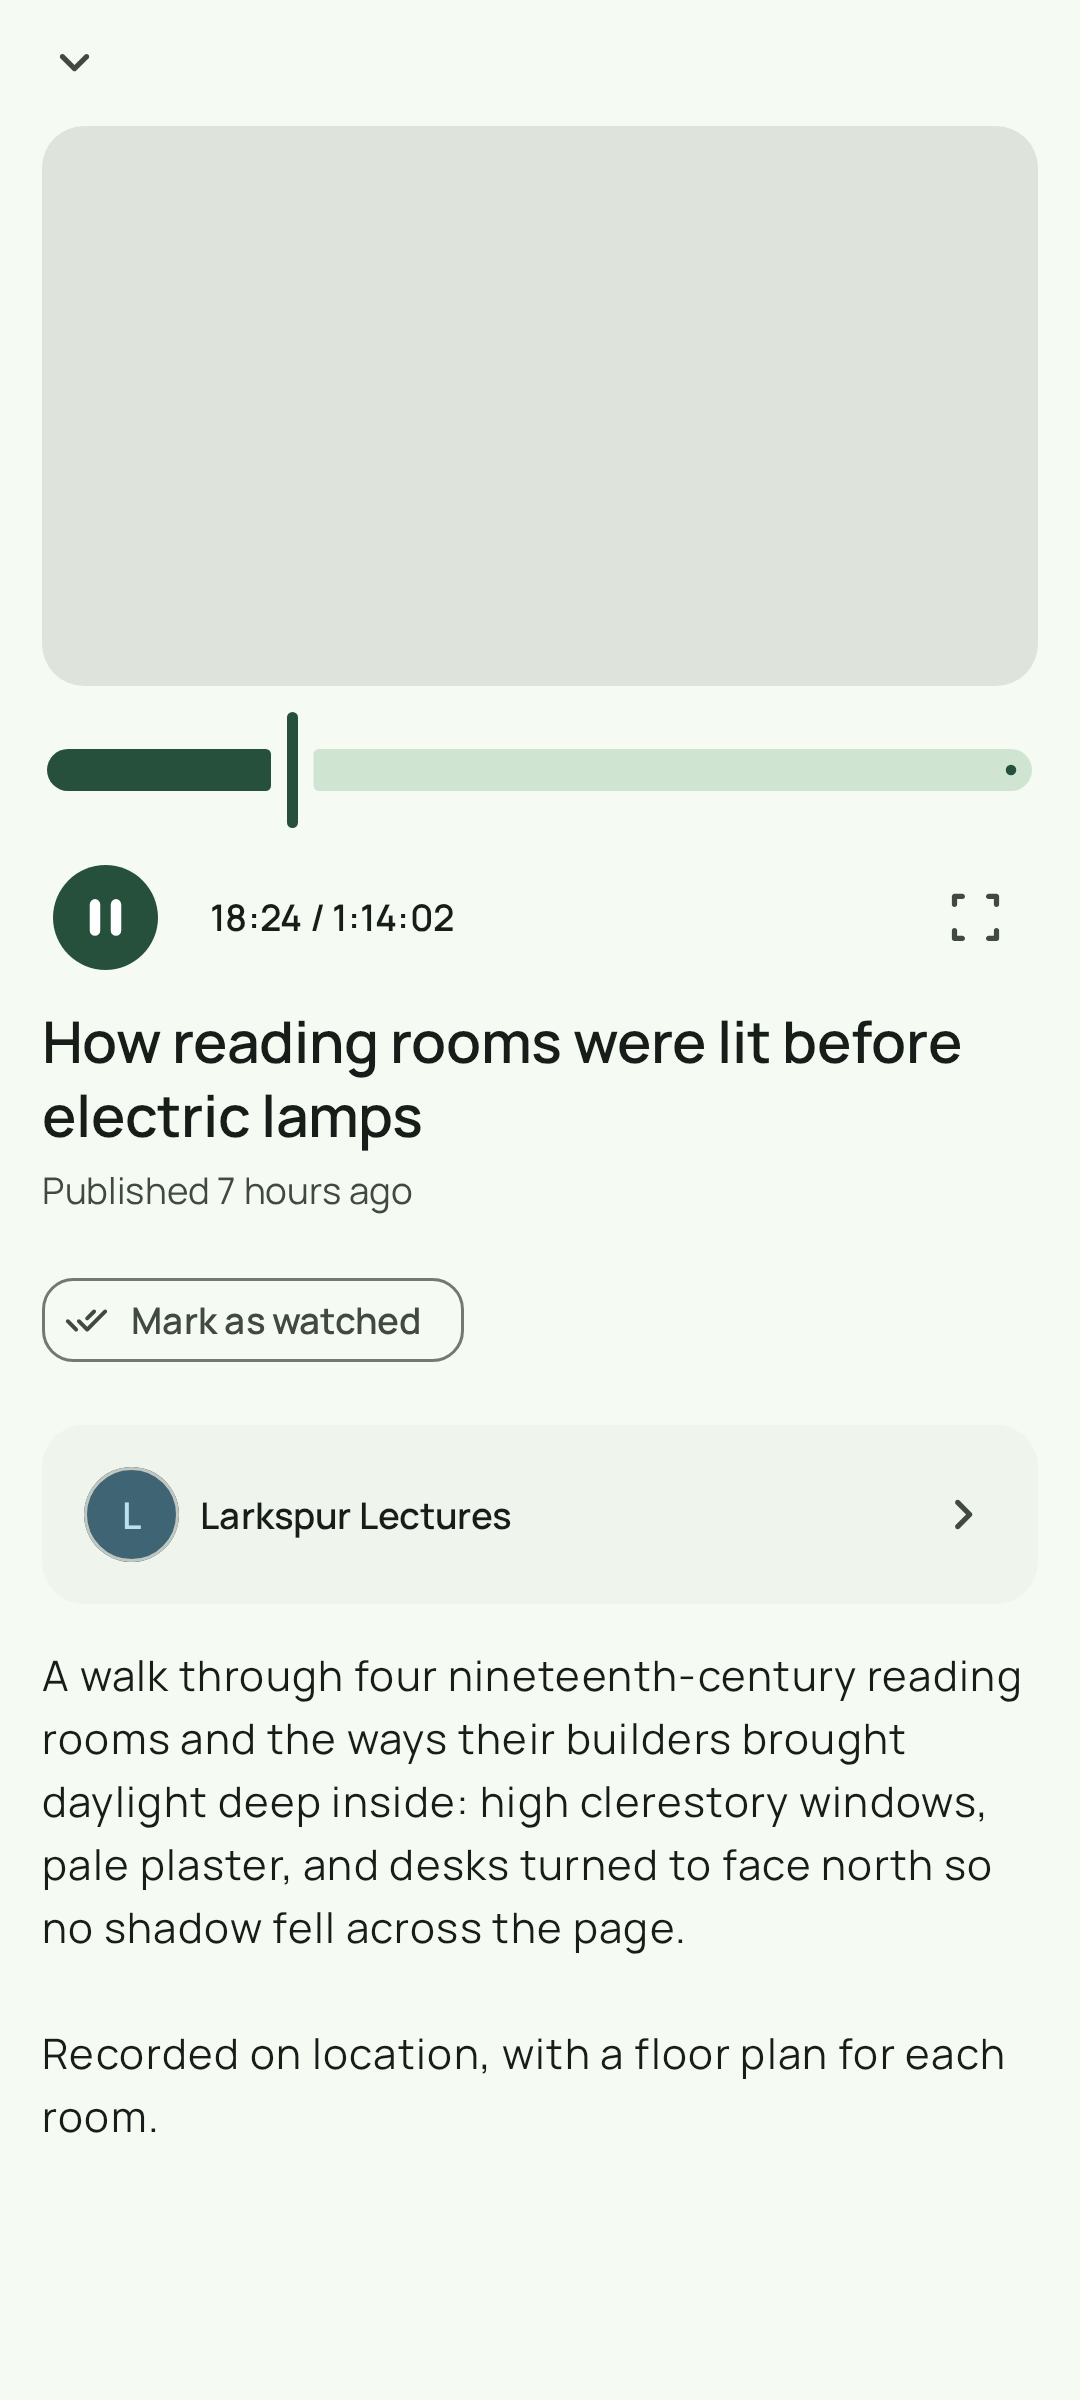 18:24 / 1:14:02
How reading rooms were lit before
electric lamps
Published 7 hours ago
Mark as watched
L
Larkspur Lectures
A walk through four nineteenth-century reading
rooms and the ways their builders brought
daylight deep inside: high clerestory windows,
pale plaster, and desks turned to face north so
no shadow fell across the page.
Recorded on location, with a floor plan for each
room.